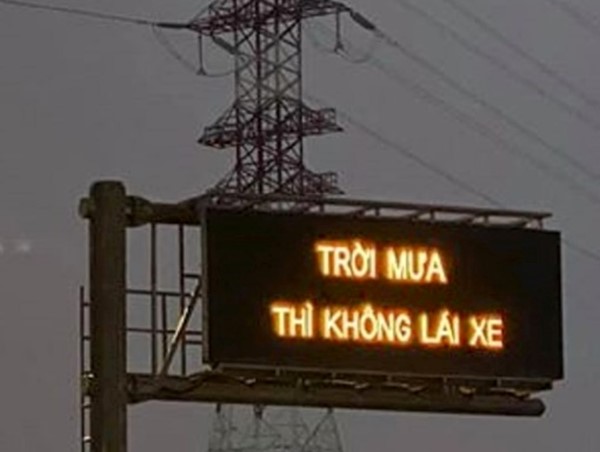 TRỜI MƯA
THÌ KHÔNG LÁI XE